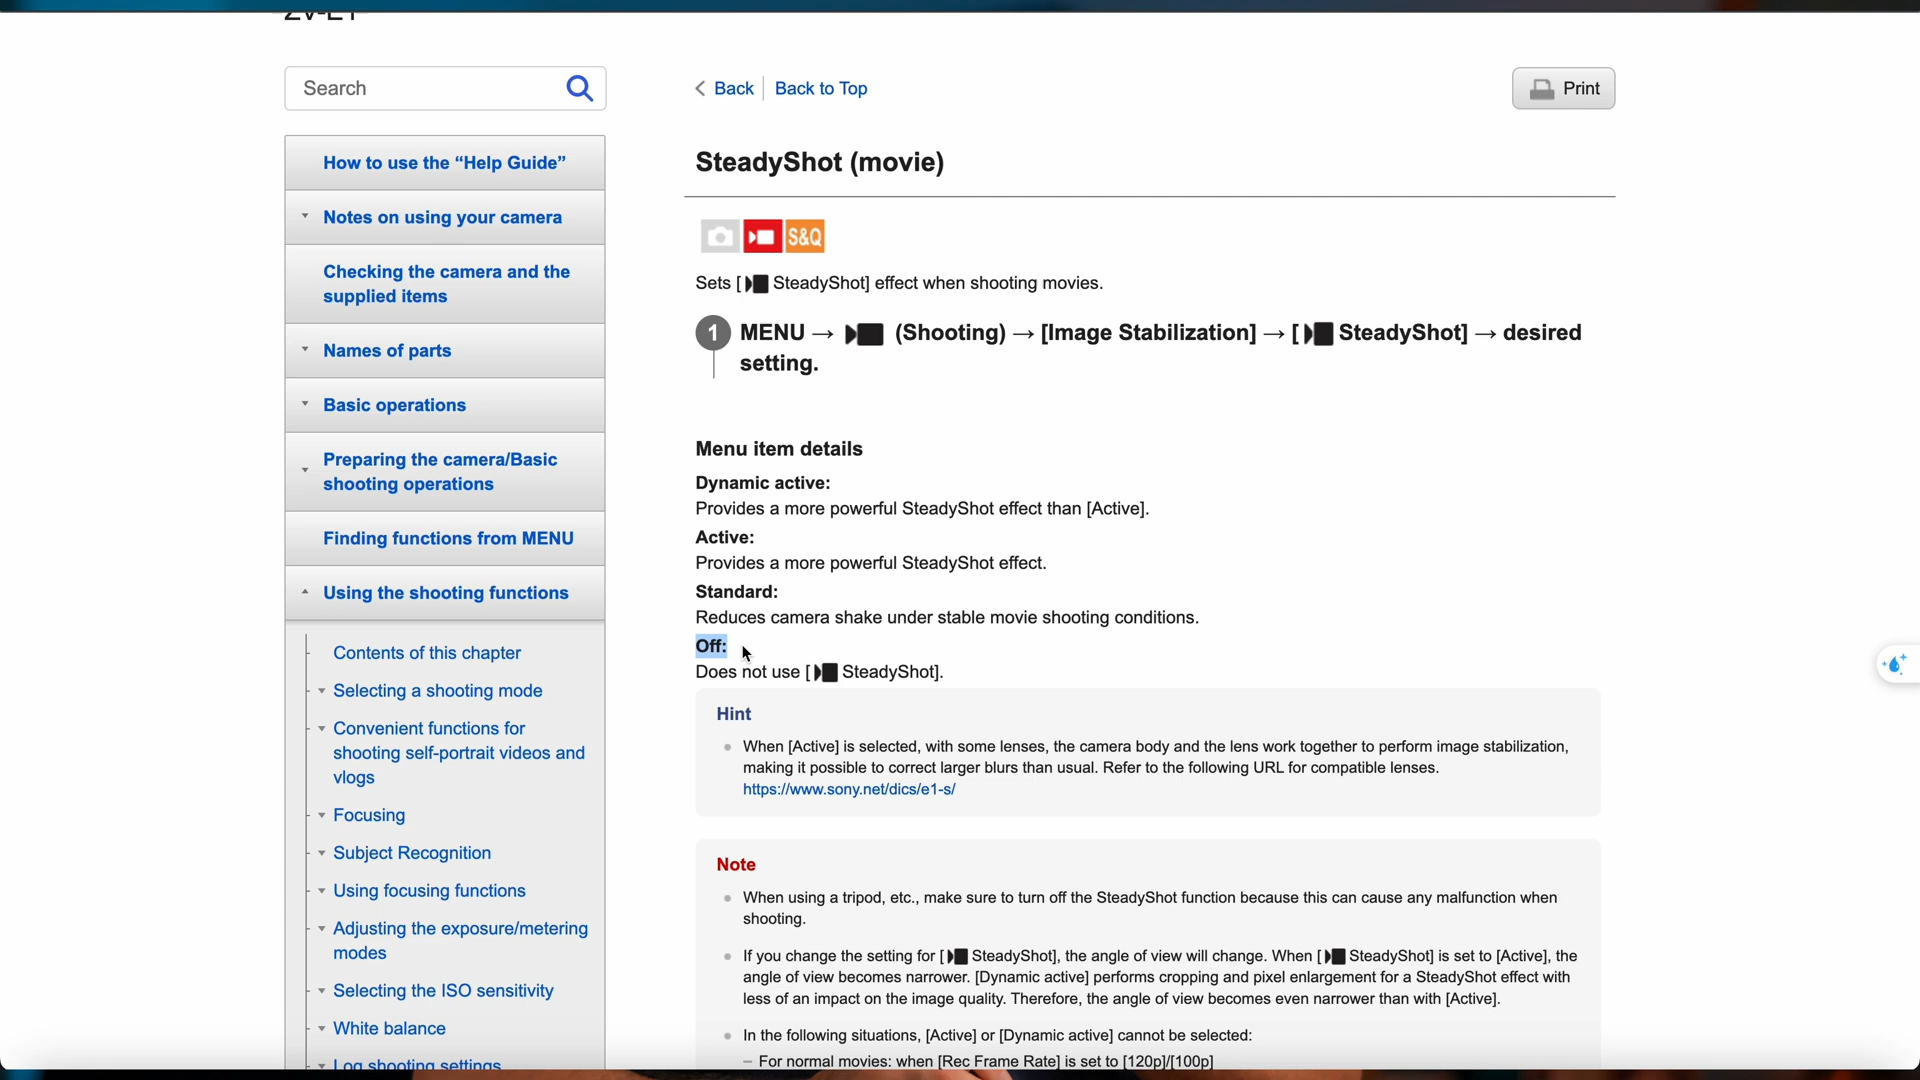 ZV-E1
Search
Back
Back to Top
Print
How to use the “Help Guide”
Notes on using your camera
Checking the camera and the
supplied items
Names of parts
Basic operations
Preparing the camera/Basic
shooting operations
Finding functions from MENU
Using the shooting functions
Contents of this chapter
Selecting a shooting mode
Convenient functions for
shooting self-portrait videos and
vlogs
Focusing
Subject Recognition
Using focusing functions
Adjusting the exposure/metering
modes
Selecting the ISO sensitivity
White balance
Log shooting settings
SteadyShot (movie)
S&Q
Sets [ SteadyShot] effect when shooting movies.
1 MENU → (Shooting) → [Image Stabilization] → [ SteadyShot] → desired
setting.
Menu item details
Dynamic active:
Provides a more powerful SteadyShot effect than [Active].
Active:
Provides a more powerful SteadyShot effect.
Standard:
Reduces camera shake under stable movie shooting conditions.
Off:
Does not use [ SteadyShot].
Hint
When [Active] is selected, with some lenses, the camera body and the lens work together to perform image stabilization,
making it possible to correct larger blurs than usual. Refer to the following URL for compatible lenses.
https://www.sony.net/dics/e1-s/
Note
When using a tripod, etc., make sure to turn off the SteadyShot function because this can cause any malfunction when
shooting.
If you change the setting for [ SteadyShot], the angle of view will change. When [ SteadyShot] is set to [Active], the
angle of view becomes narrower. [Dynamic active] performs cropping and pixel enlargement for a SteadyShot effect with
less of an impact on the image quality. Therefore, the angle of view becomes even narrower than with [Active].
In the following situations, [Active] or [Dynamic active] cannot be selected:
– For normal movies: when [Rec Frame Rate] is set to [120p]/[100p]